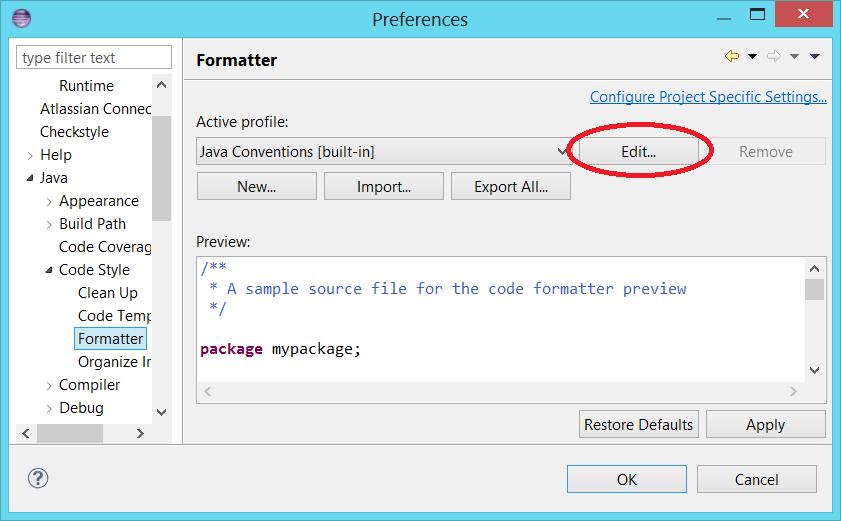 Preferences
type filter text
Runtime
Atlassian Connec
Checkstyle
Help
Java
Appearance
Build Path
Code Coverag
Code Style
Clean Up
Code Temp
Formatter
Organize Ir
Compiler
Debug
Formatter
Configure Project Specific Settings...
Active profile:
Java Conventions [built-in]
Edit...
Remove
New...
Import...
Export All...
Preview:
/**
* A sample source file for the code formatter preview
*/
package mypackage;
Restore Defaults
Apply
?
OK
Cancel